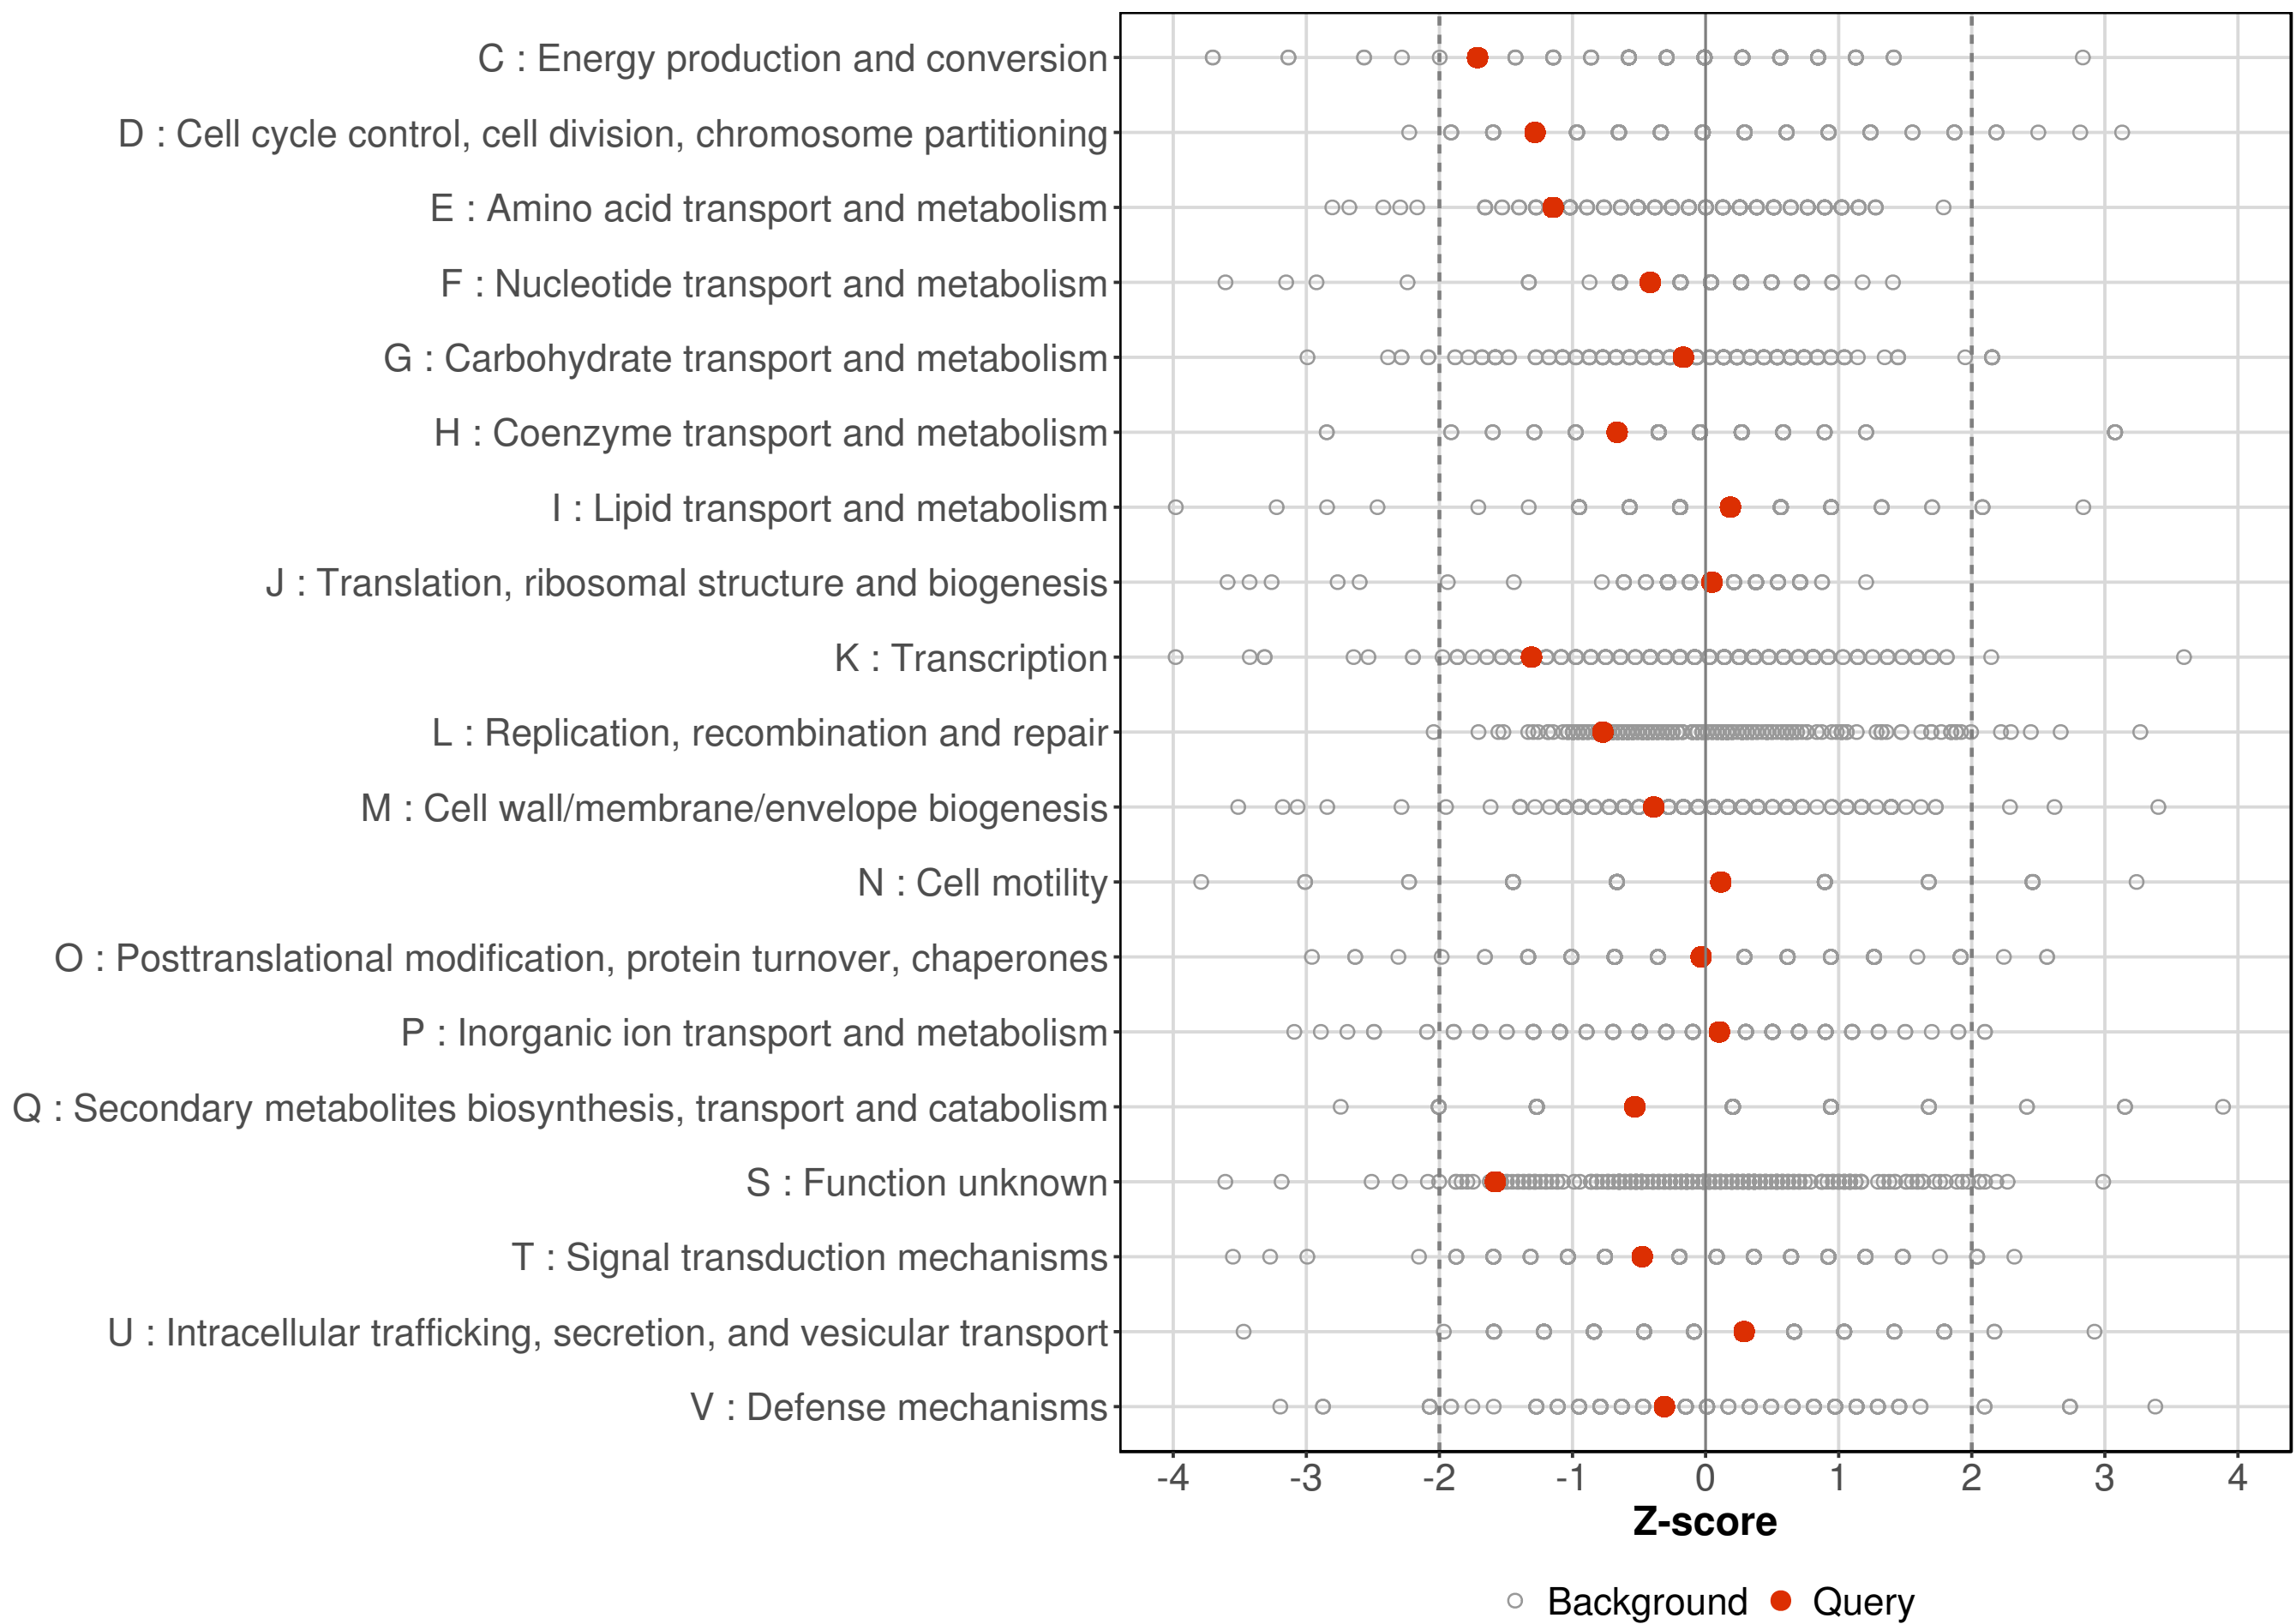 C : Energy production and conversion
D : Cell cycle control, cell division, chromosome partitioning
E : Amino acid transport and metabolism
F : Nucleotide transport and metabolism
G : Carbohydrate transport and metabolism
H : Coenzyme transport and metabolism
I : Lipid transport and metabolism
J : Translation, ribosomal structure and biogenesis
K : Transcription
L : Replication, recombination and repair
M : Cell wall/membrane/envelope biogenesis
N : Cell motility
O : Posttranslational modification, protein turnover, chaperones
P : Inorganic ion transport and metabolism
Q : Secondary metabolites biosynthesis, transport and catabolism
S : Function unknown
T : Signal transduction mechanisms
U : Intracellular trafficking, secretion, and vesicular transport
V : Defense mechanisms
-4 -3 -2 -1 0 1 2 3 4
Z-score
Background Query